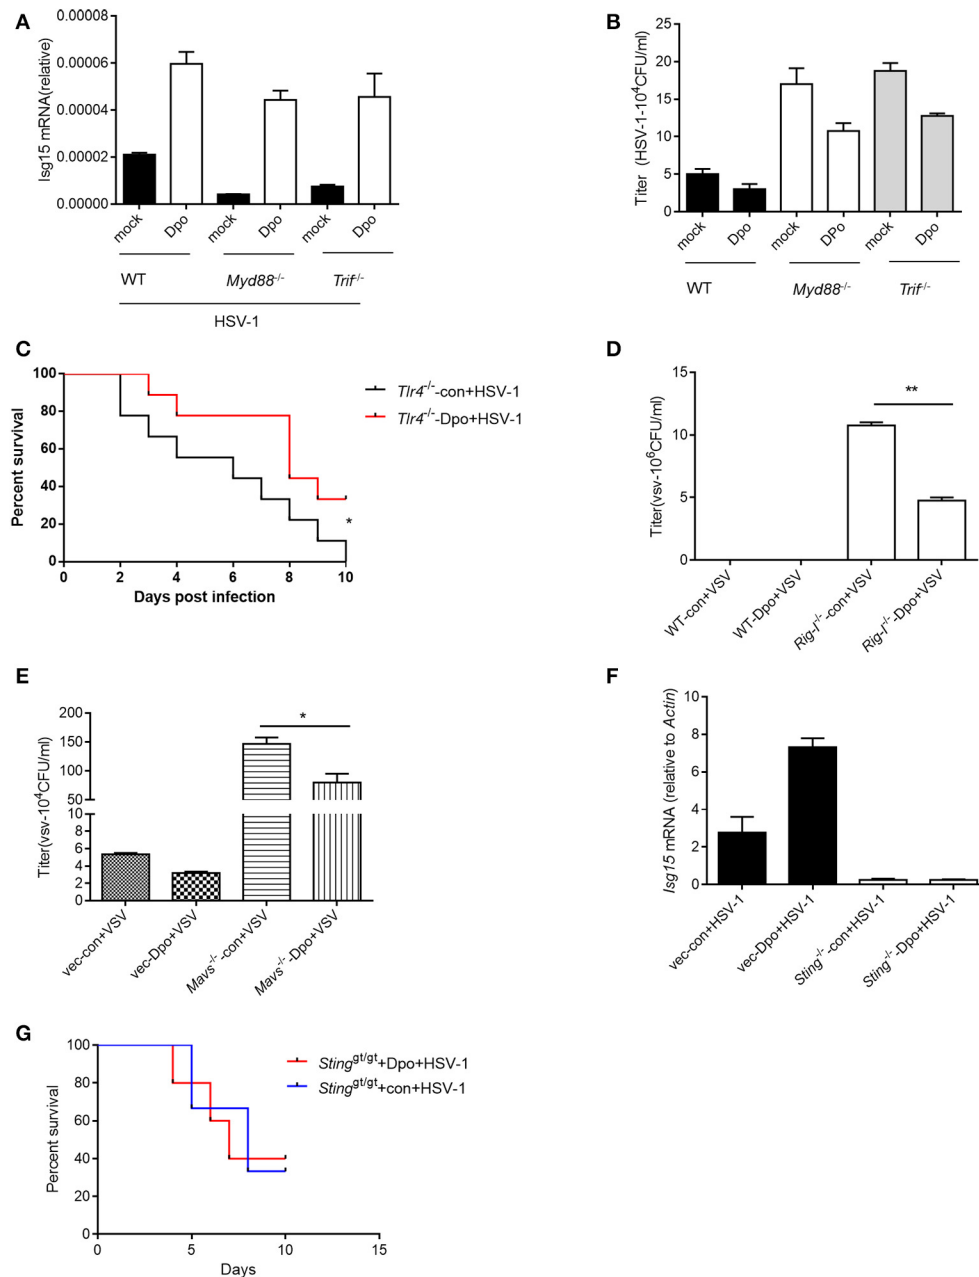 A
Isg15 mRNA(relative)
0.00008
0.00006
0.00004
0.00002
0.00000
mock
Dpo
mock
Dpo
mock
Dpo
WT
Myd88-/-
Trif-/-
HSV-1
B
Titer (HSV-1-10⁴CFU/ml)
25
20
15
10
5
0
mock
Dpo
mock
DPo
mock
Dpo
WT
Myd88-/-
Trif-/-
C
Percent survival
100
80
60
40
20
0
0
2
4
6
8
10
Days post infection
Tlr4-/--con+HSV-1
Tlr4-/--Dpo+HSV-1
*
D
Titer(vsv-10⁶CFU/ml)
15
10
5
0
**
WT-con+VSV
WT-Dpo+VSV
Rig-I-/--con+VSV
Rig-I-/--Dpo+VSV
E
Titer(vsv-10⁴CFU/ml)
200
150
100
50
10
8
6
4
2
0
*
vec-con+VSV
vec-Dpo+VSV
Mavs-/--con+VSV
Mavs-/--Dpo+VSV
F
Isg15 mRNA (relative to Actin)
10
8
6
4
2
0
vec-con+HSV-1
vec-Dpo+HSV-1
Sting-/--con+HSV-1
Sting-/--Dpo+HSV-1
G
Percent survival
100
80
60
40
20
0
0
5
10
15
Days
Sting gt/gt+Dpo+HSV-1
Sting gt/gt+con+HSV-1